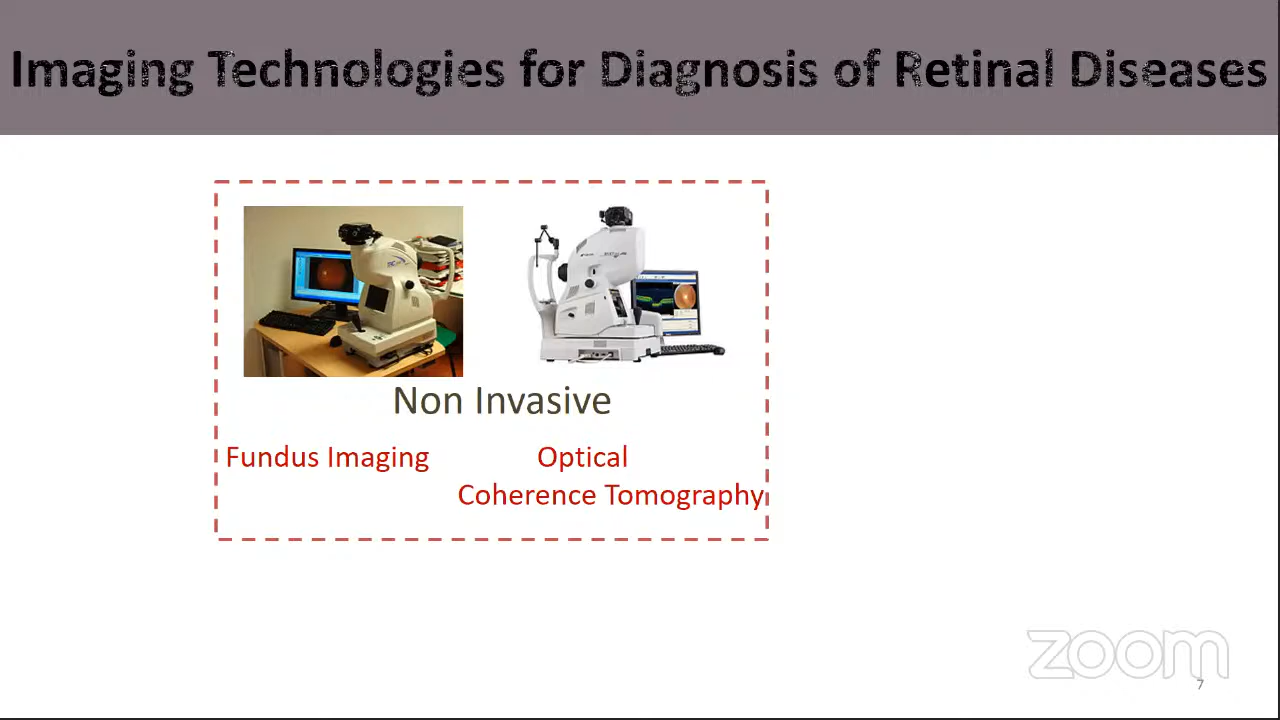 Imaging Technologies for Diagnosis of Retinal Diseases
Non Invasive
Fundus Imaging
Optical
Coherence Tomography
zoom
7